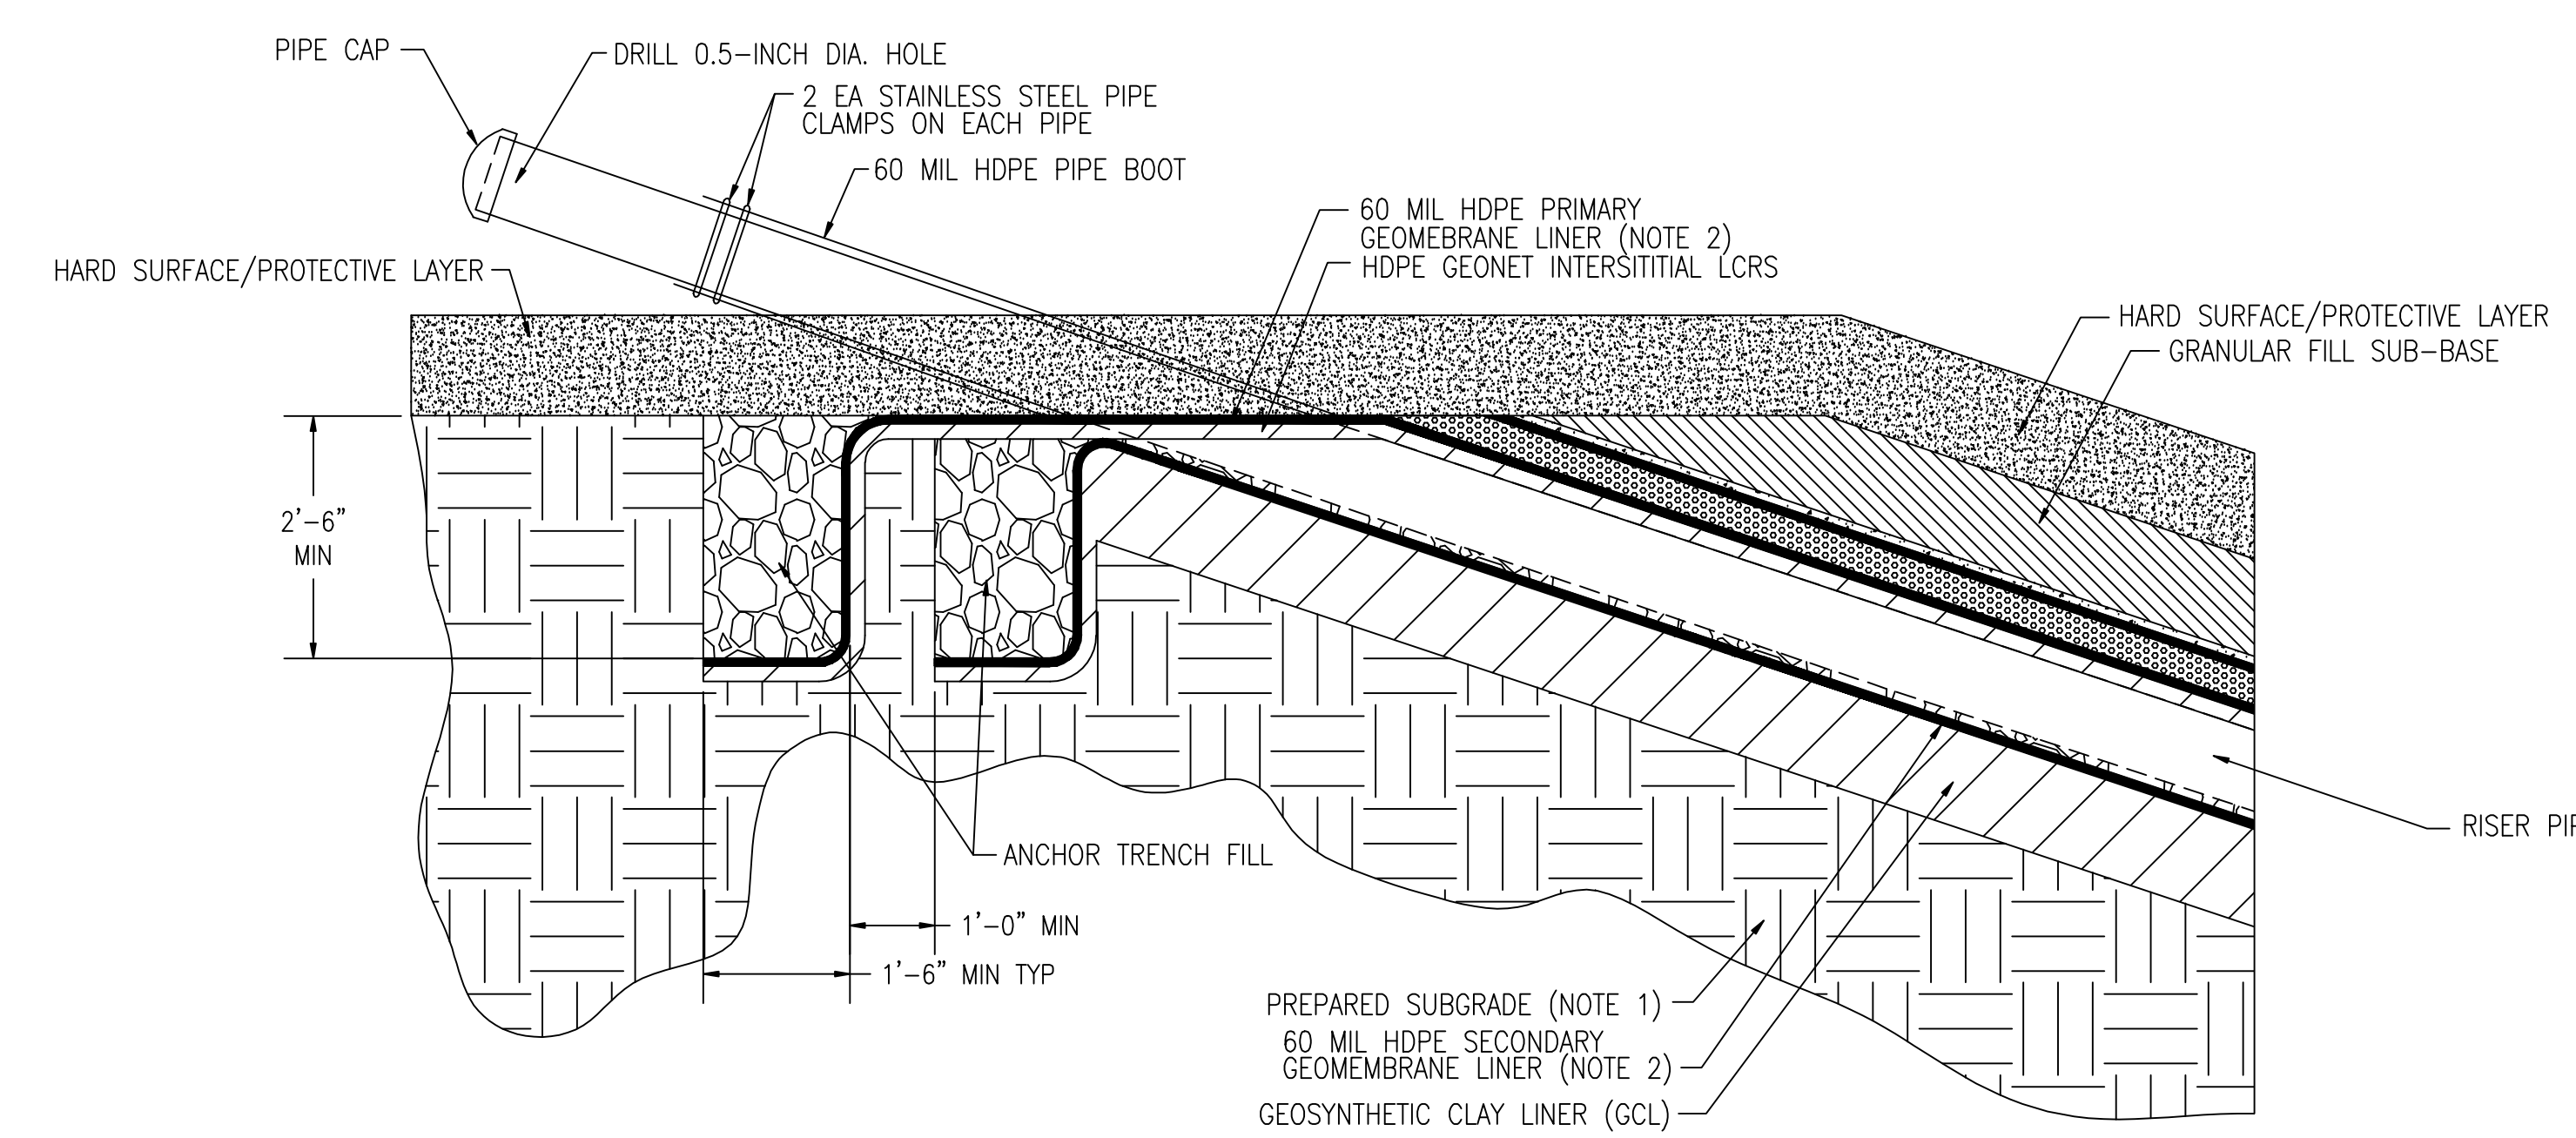 PIPE CAP
DRILL 0.5-INCH DIA. HOLE
2 EA STAINLESS STEEL PIPE
CLAMPS ON EACH PIPE
60 MIL HDPE PIPE BOOT
60 MIL HDPE PRIMARY
GEOMEBRANE LINER (NOTE 2)
HDPE GEONET INTERSITITIAL LCRS
HARD SURFACE/PROTECTIVE LAYER
HARD SURFACE/PROTECTIVE LAYER
GRANULAR FILL SUB-BASE
2'-6"
MIN
RISER
ANCHOR TRENCH FILL
1'-0" MIN
1'-6" MIN TYP
PREPARED SUBGRADE (NOTE 1)
60 MIL HDPE SECONDARY
GEOMEMBRANE LINER (NOTE 2)
GEOSYNTHETIC CLAY LINER (GCL)